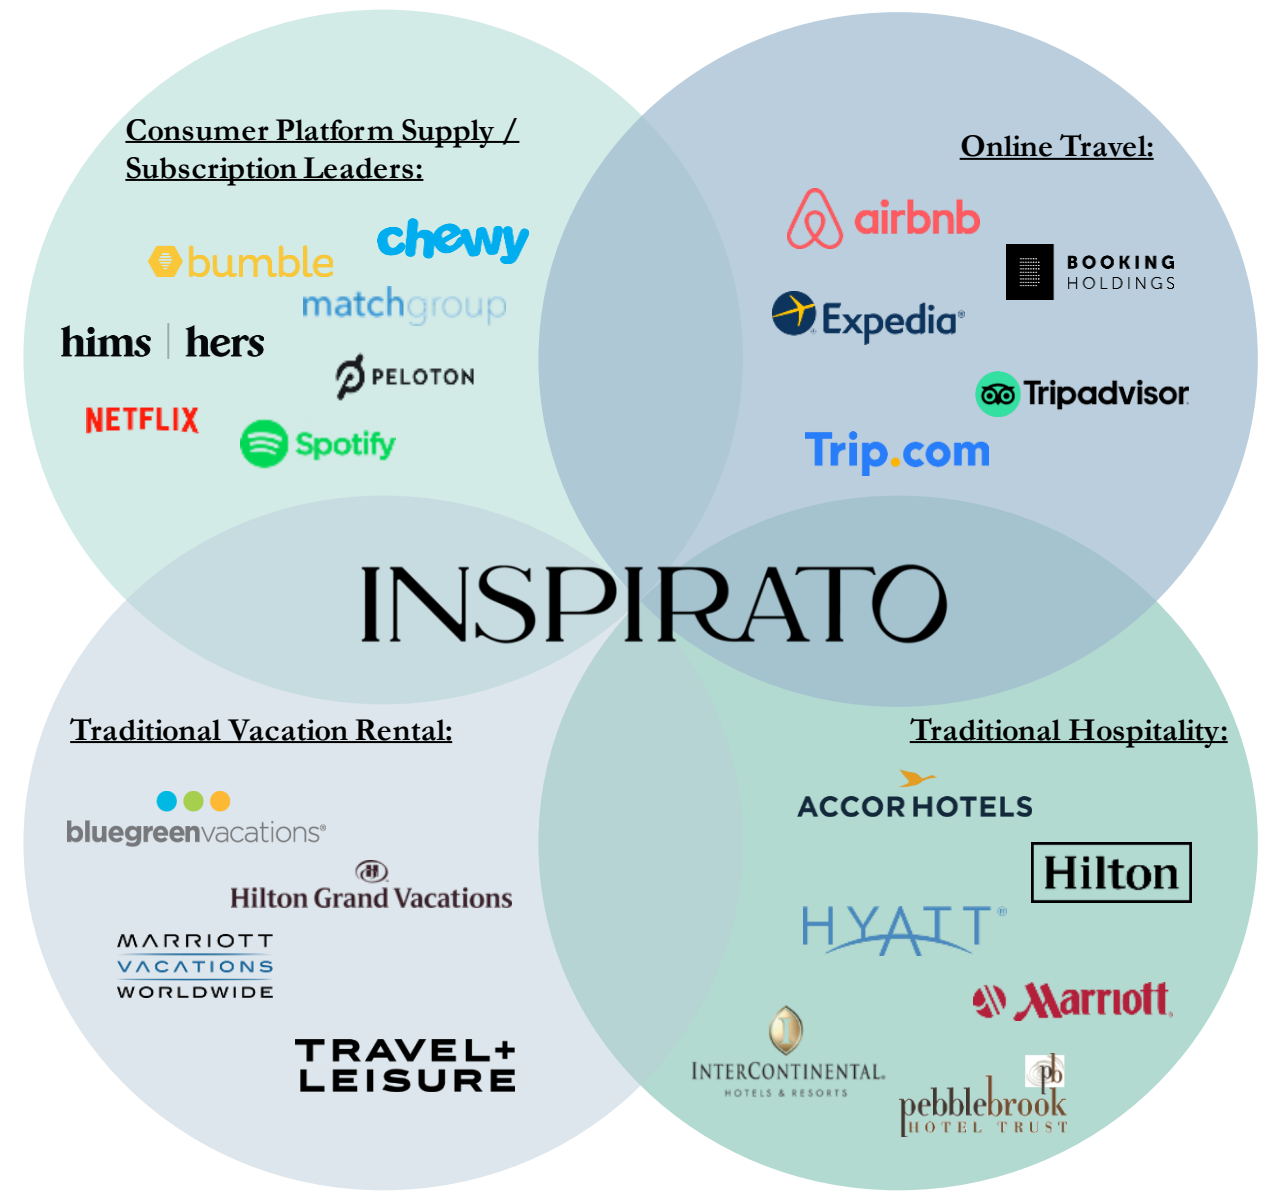 Consumer Platform Supply /
Subscription Leaders:
bumble
chewy
matchgroup
hims | hers
PELOTON
NETFLIX
Spotify
Online Travel:
airbnb
BOOKING
HOLDINGS
Expedia®
Tripadvisor
Trip.com
INSPIRATO
Traditional Vacation Rental:
bluegreenvacations®
H
Hilton Grand Vacations
MARRIOTT
VACATIONS
WORLDWIDE
TRAVEL+
LEISURE
Traditional Hospitality:
ACCORHOTELS
Hilton
HYATT®
Marriott
I
INTERCONTINENTAL
HOTELS & RESORTS
pb
pebblebrook
HOTEL TRUST